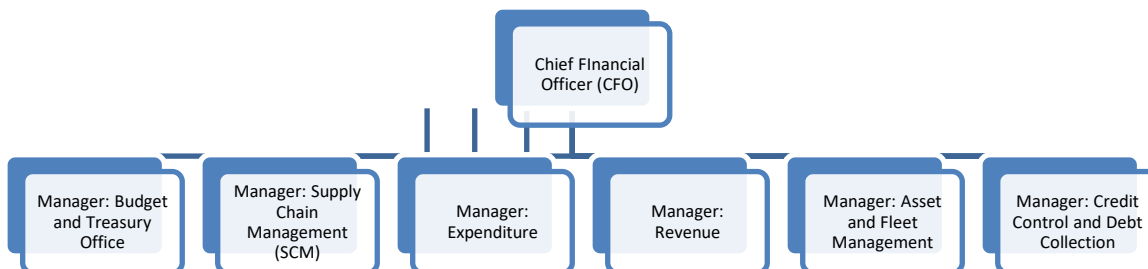 Chief FInancial
Officer (CFO)
Manager: Budget
and Treasury
Office
Manager: Supply
Chain
Management
(SCM)
Manager:
Expenditure
Manager:
Revenue
Manager: Asset
and Fleet
Management
Manager: Credit
Control and Debt
Collection